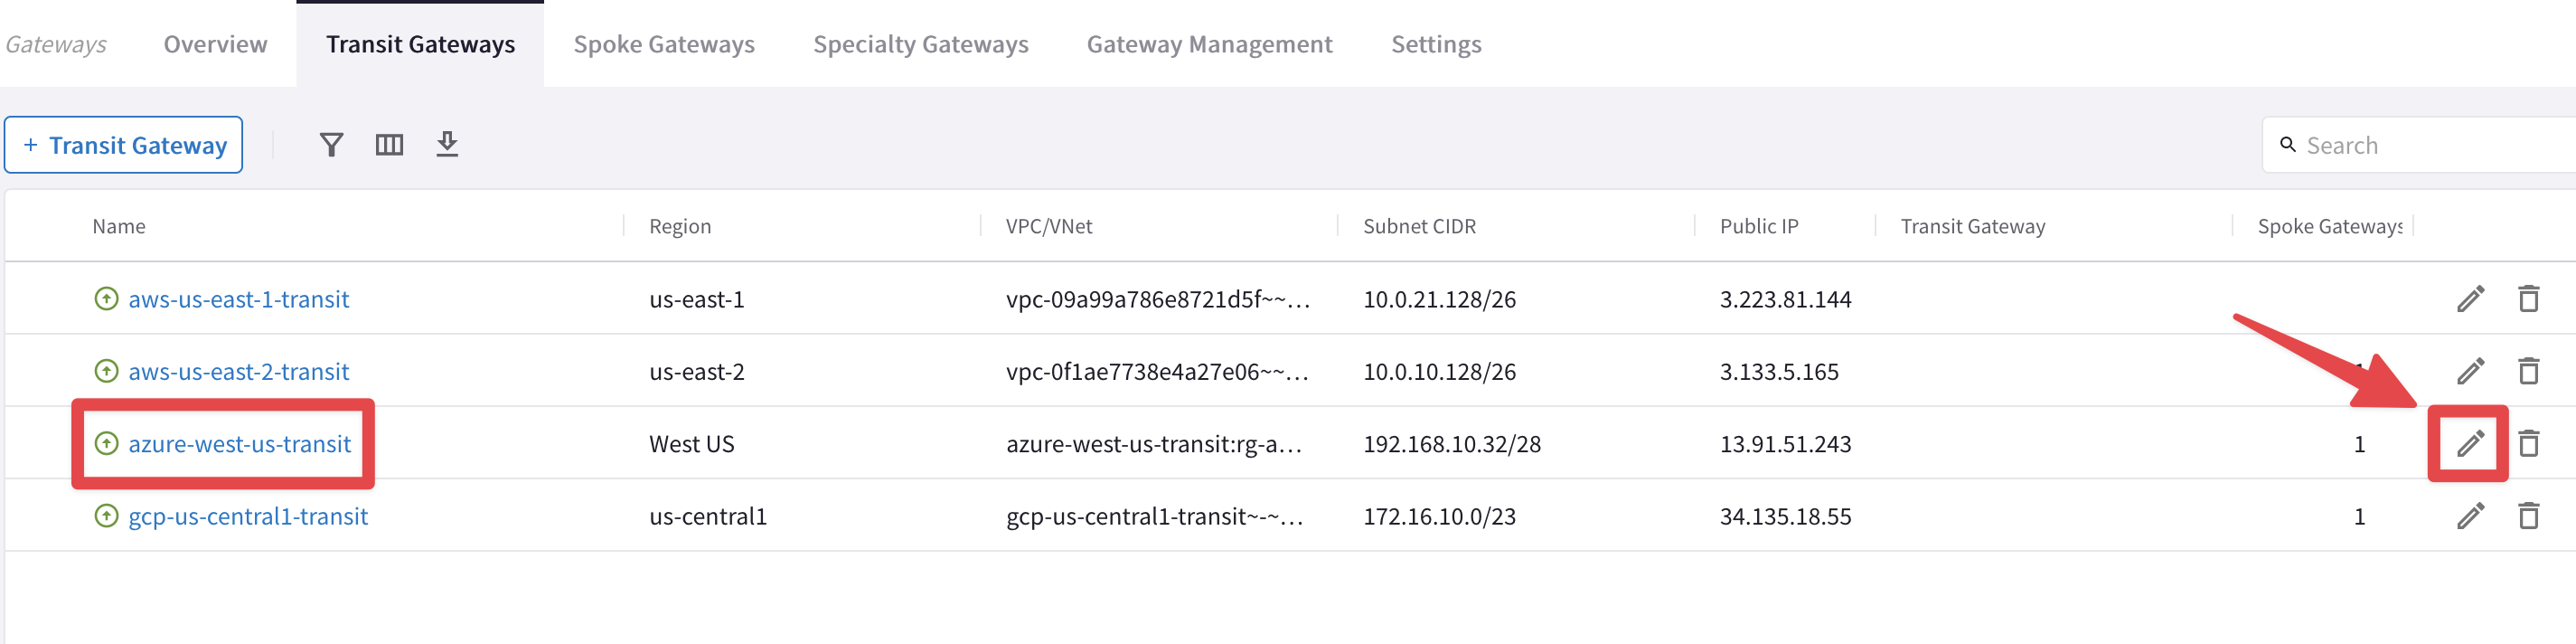 Gateways Overview Transit Gateways Spoke Gateways Specialty Gateways Gateway Management Settings
+ Transit Gateway Search
Name Region VPC/VNet Subnet CIDR Public IP Transit Gateway Spoke Gateways
aws-us-east-1-transit us-east-1 vpc-09a99a786e8721d5f~~... 10.0.21.128/26 3.223.81.144
aws-us-east-2-transit us-east-2 vpc-0f1ae7738e4a27e06~~... 10.0.10.128/26 3.133.5.165
azure-west-us-transit West US azure-west-us-transit:rg-a... 192.168.10.32/28 13.91.51.243 1
gcp-us-central1-transit us-central1 gcp-us-central1-transit~-~... 172.16.10.0/23 34.135.18.55 1